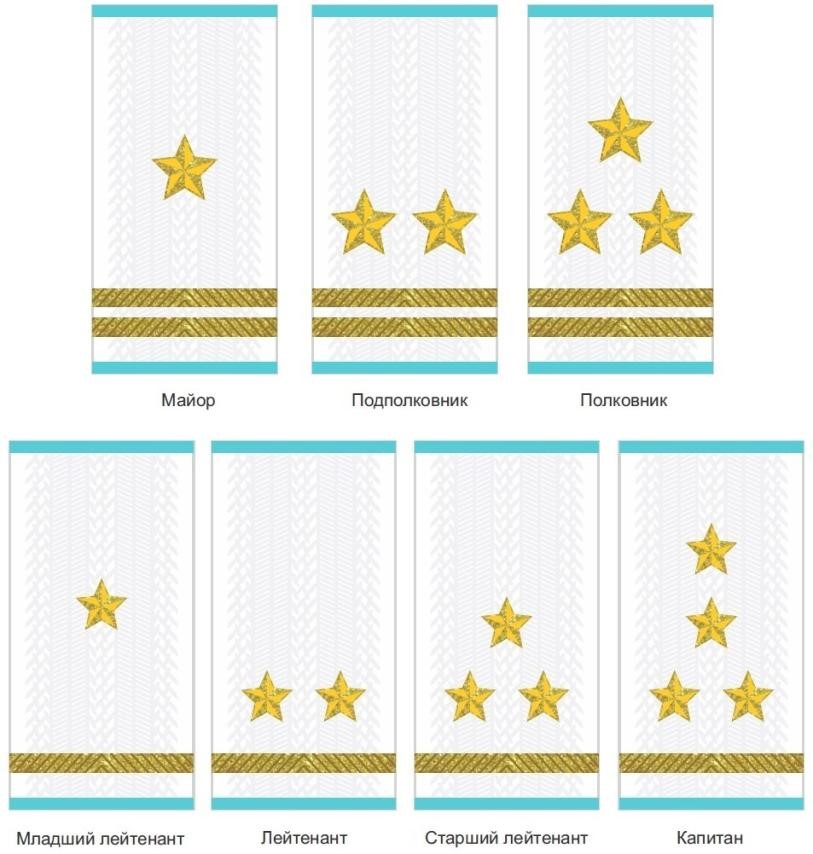 Майор
Подполковник
Полковник
Младший лейтенант
Лейтенант
Старший лейтенант
Капитан